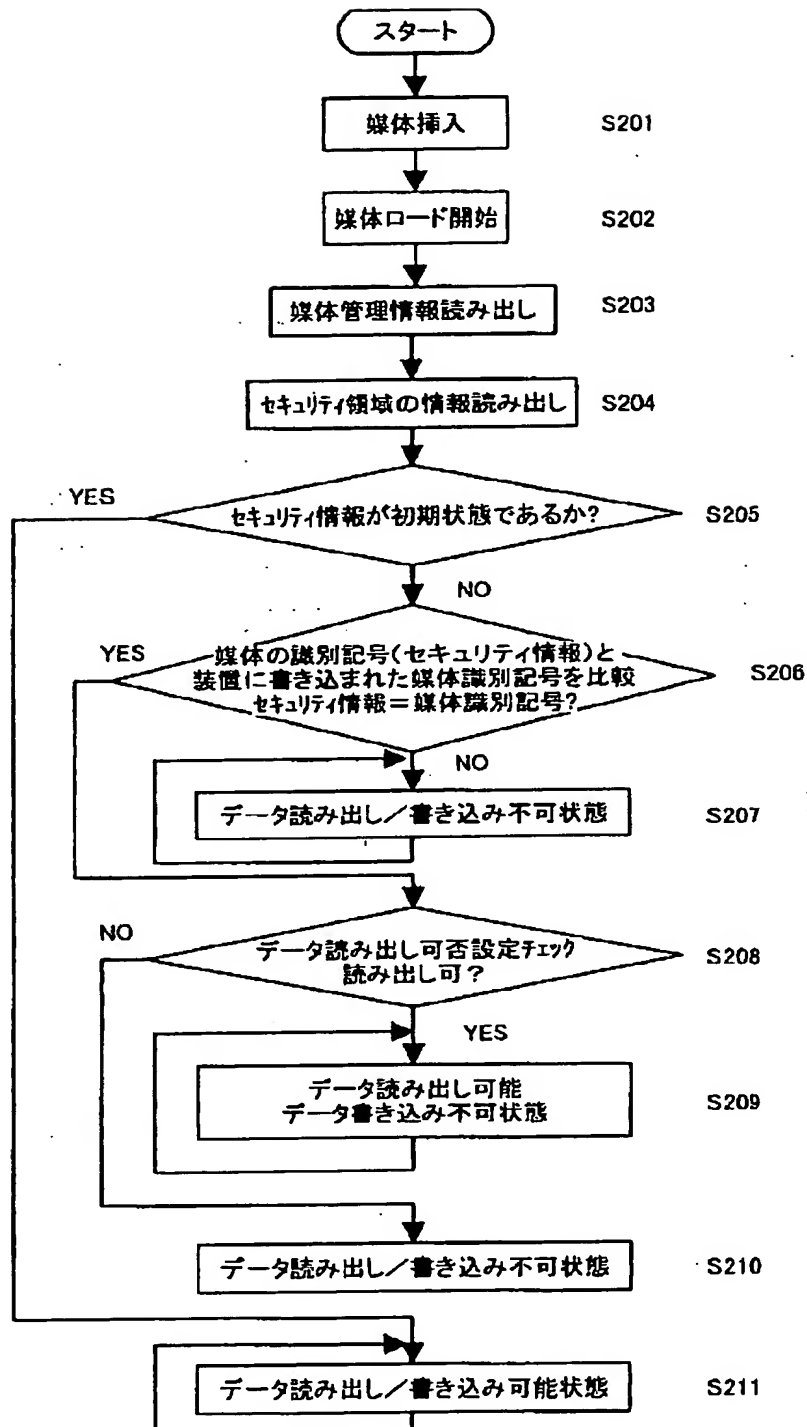 スタート
媒体挿入 S201
媒体ロード開始 S202
媒体管理情報読み出し S203
セキュリティ領域の情報読み出し S204
YES
セキュリティ情報が初期状態であるか? S205
NO
YES
媒体の識別記号(セキュリティ情報)と
装置に書き込まれた媒体識別記号を比較 S206
セキュリティ情報=媒体識別記号?
NO
データ読み出し/書き込み不可状態 S207
NO
データ読み出し可否設定チェック S208
読み出し可?
YES
データ読み出し可能
データ書き込み不可状態 S209
データ読み出し/書き込み不可状態 S210
データ読み出し/書き込み可能状態 S211